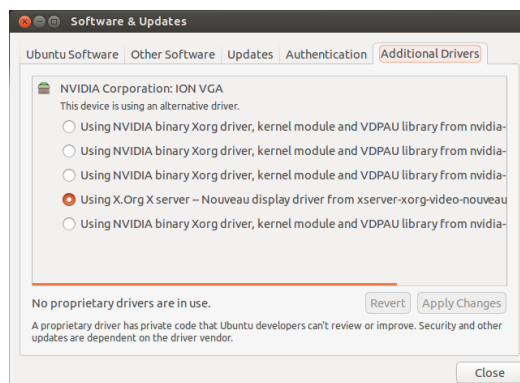 Software & Updates
Ubuntu Software Other Software Updates Authentication Additional Drivers
NVIDIA Corporation: ION VGA
This device is using an alternative driver.
Using NVIDIA binary Xorg driver, kernel module and VDPAU library from nvidia-
Using NVIDIA binary Xorg driver, kernel module and VDPAU library from nvidia-
Using NVIDIA binary Xorg driver, kernel module and VDPAU library from nvidia-
Using X.Org X server -- Nouveau display driver from xserver-xorg-video-nouveau
Using NVIDIA binary Xorg driver, kernel module and VDPAU library from nvidia-
No proprietary drivers are in use. Revert Apply Changes
A proprietary driver has private code that Ubuntu developers can't review or improve. Security and other
updates are dependent on the driver vendor.
Close